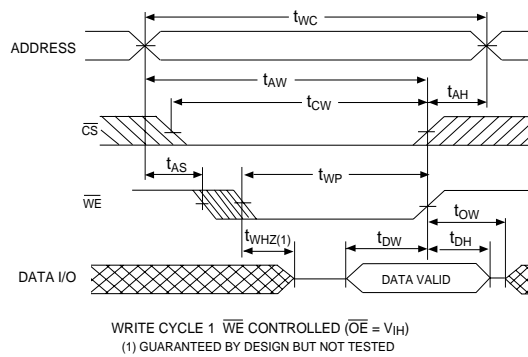 tWC
ADDRESS
tAW
tCW
tAH
CS
tAS
tWP
WE
tOW
tWHZ(1)
tDW
tDH
DATA I/O
DATA VALID
WRITE CYCLE 1 WE CONTROLLED (OE = VIH)
(1) GUARANTEED BY DESIGN BUT NOT TESTED